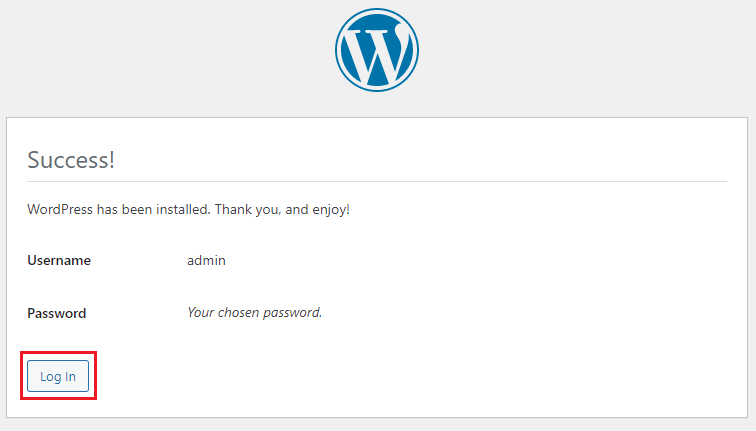 Success!
WordPress has been installed. Thank you, and enjoy!
Username admin
Password Your chosen password.
Log In